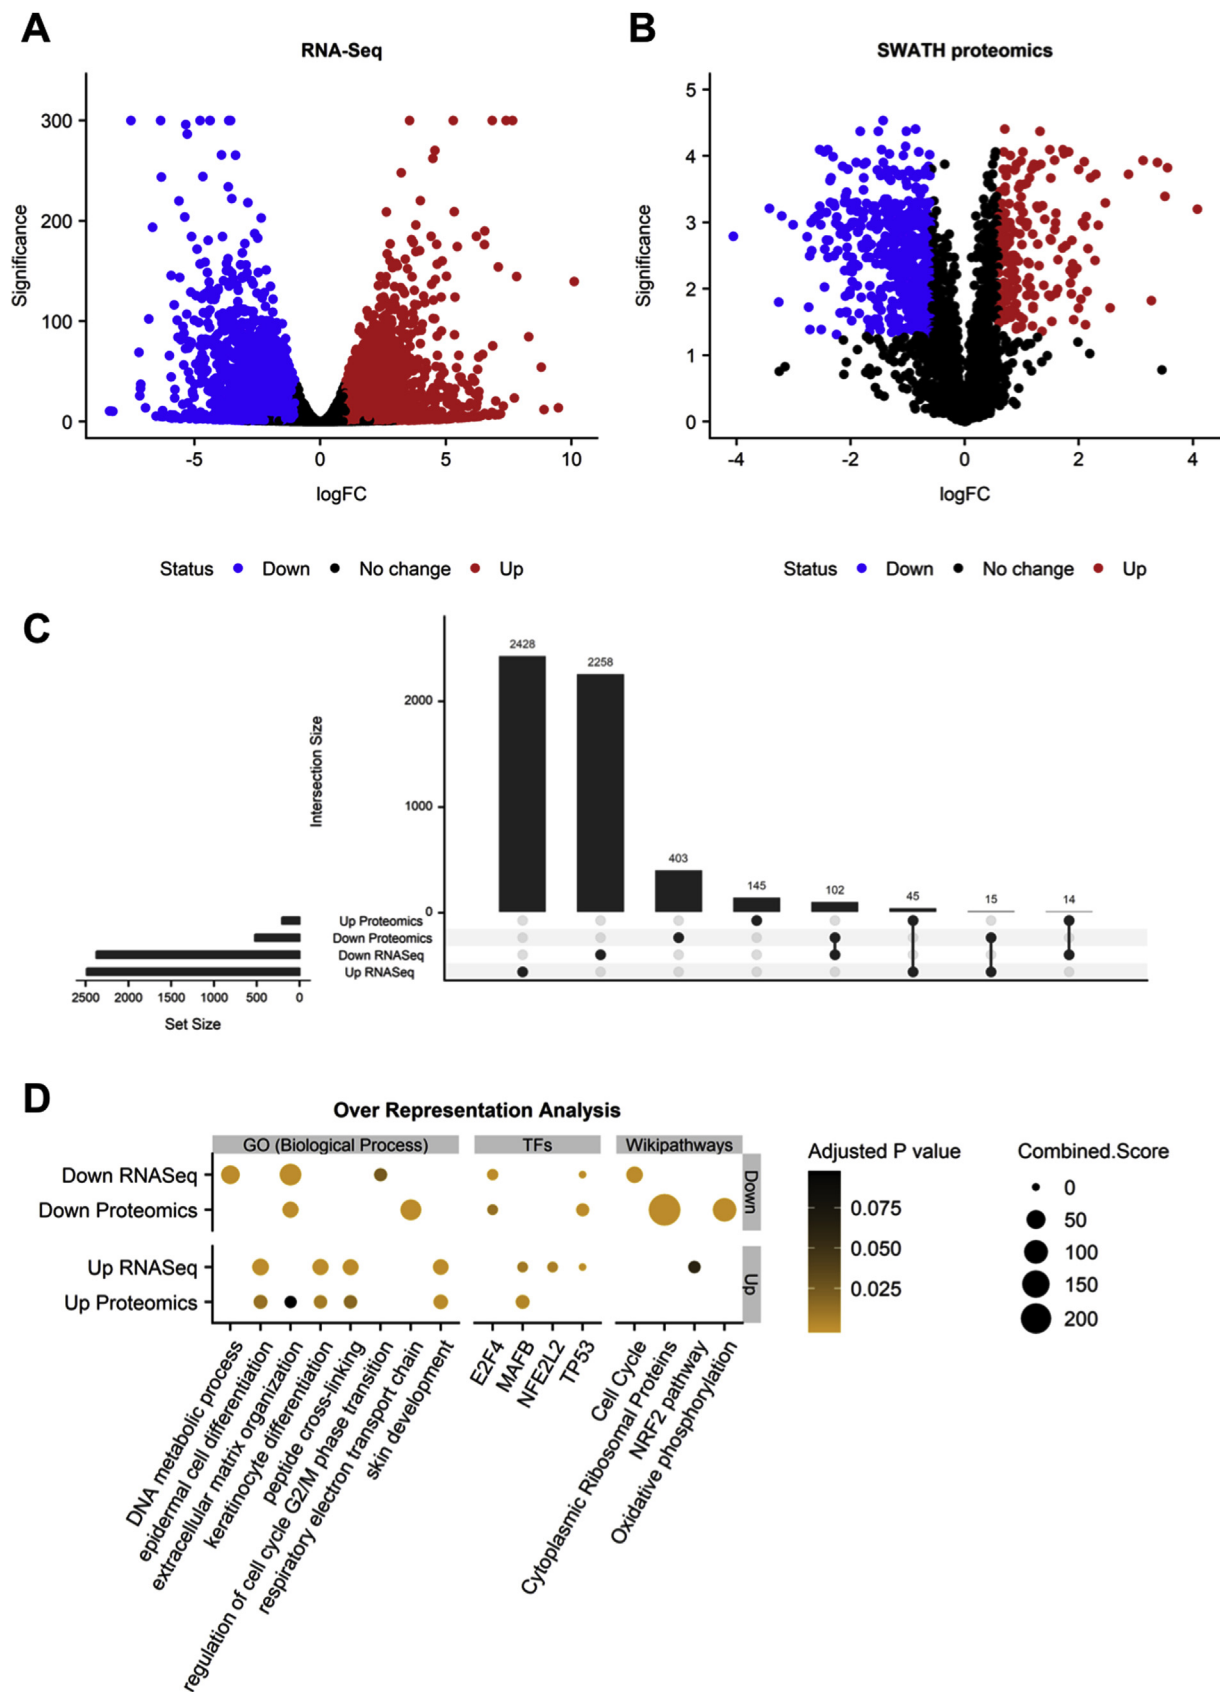 A
RNA-Seq
Significance
300
200
100
0
-5
0
5
10
logFC
Status Down No change Up
B
SWATH proteomics
Significance
5
4
3
2
1
0
-4
-2
0
2
4
logFC
Status Down No change Up
C
Intersection Size
2000
1000
0
2428
2258
403
145
102
45
15
14
Up Proteomics
Down Proteomics
Down RNASeq
Up RNASeq
2500
2000
1500
1000
500
0
Set Size
D
Over Representation Analysis
GO (Biological Process)
TFs
Wikipathways
Down RNASeq
Down Proteomics
Down
Up RNASeq
Up Proteomics
Up
DNA metabolic process
epidermal cell differentiation
extracellular matrix organization
keratinocyte differentiation
peptide cross-linking
regulation of cell cycle G2/M phase transition
respiratory electron transport chain
skin development
E2F4
MAFB
NFE2L2
TP53
Cell Cycle
Cytoplasmic Ribosomal Proteins
NRF2 pathway
Oxidative phosphorylation
Adjusted P value
0.075
0.050
0.025
Combined.Score
0
50
100
150
200